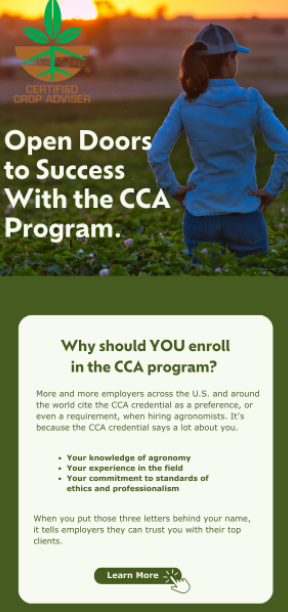 CERTIFIED
CROP ADVISER
Open Doors
to Success
With the CCA
Program.
Why should YOU enroll
in the CCA program?
More and more employers across the U.S. and around
the world cite the CCA credential as a preference, or
even a requirement, when hiring agronomists. It's
because the CCA credential says a lot about you.
• Your knowledge of agronomy
• Your experience in the field
• Your commitment to standards of
ethics and professionalism
When you put those three letters behind your name,
it tells employers they can trust you with their top
clients.
Learn More